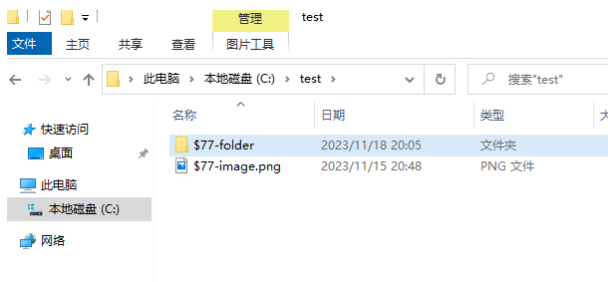 管理 test
文件 主页 共享 查看 图片工具
此电脑 本地磁盘 (C:) test 搜索"test"
名称 日期 类型 大
快速访问
桌面
此电脑
本地磁盘 (C:)
网络
$77-folder 2023/11/18 20:05 文件夹
$77-image.png 2023/11/15 20:48 PNG 文件